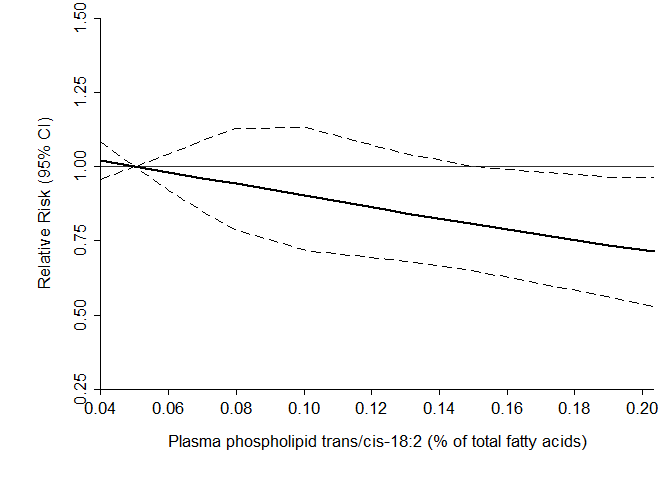 1.50
1.25
1.00
0.75
0.50
0.25
Relative Risk (95% CI)
0.04 0.06 0.08 0.10 0.12 0.14 0.16 0.18 0.20
Plasma phospholipid trans/cis-18:2 (% of total fatty acids)